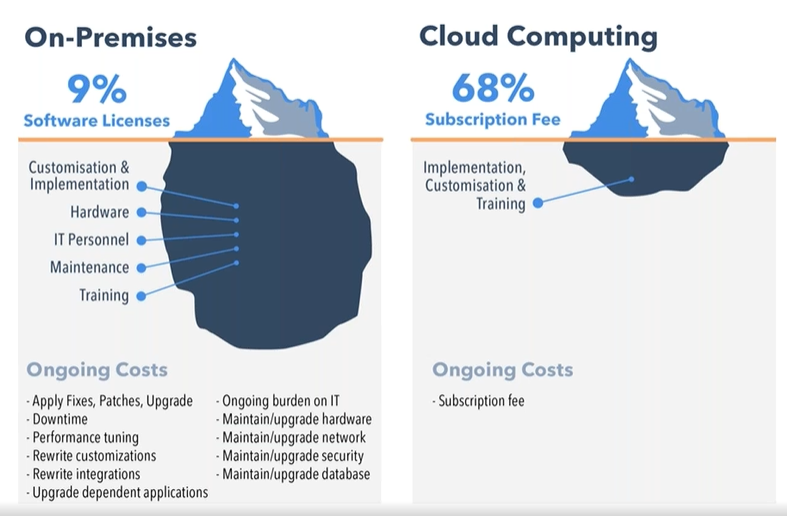 On-Premises
9%
Software Licenses
Customisation &
Implementation
Hardware
IT Personnel
Maintenance
Training
Ongoing Costs
- Apply Fixes, Patches, Upgrade
- Downtime
- Performance tuning
- Rewrite customizations
- Rewrite integrations
- Upgrade dependent applications
- Ongoing burden on IT
- Maintain/upgrade hardware
- Maintain/upgrade network
- Maintain/upgrade security
- Maintain/upgrade database
Cloud Computing
68%
Subscription Fee
Implementation,
Customisation &
Training
Ongoing Costs
- Subscription fee